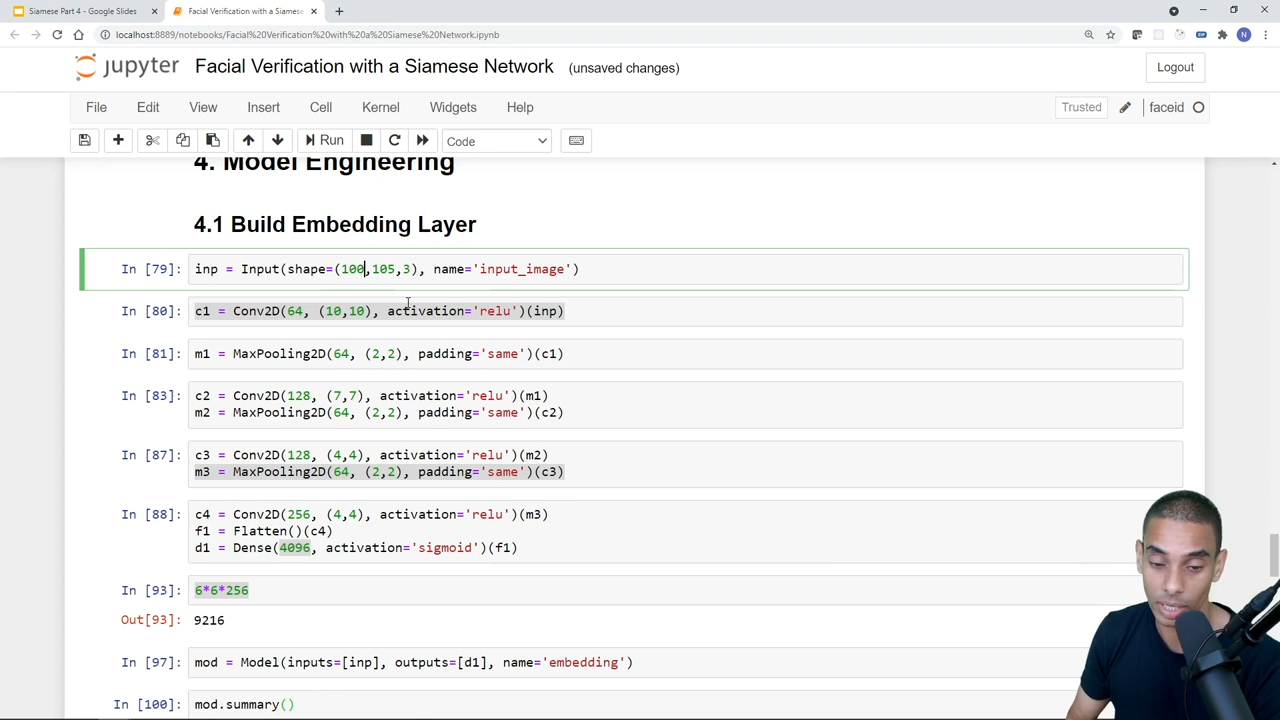 Siamese Part 4 - Google Slides
Facial Verification with a Siamese
localhost:8889/notebooks/Facial%20Verification%20with%20a%20Siamese%20Network.ipynb
N
jupyter
Facial Verification with a Siamese Network (unsaved changes)
Logout
File Edit View Insert Cell Kernel Widgets Help
Trusted
faceid
Run
Code
4. Model Engineering
4.1 Build Embedding Layer
In [79]: inp = Input(shape=(100,105,3), name='input_image')
In [80]: c1 = Conv2D(64, (10,10), activation='relu')(inp)
In [81]: m1 = MaxPooling2D(64, (2,2), padding='same')(c1)
In [83]: c2 = Conv2D(128, (7,7), activation='relu')(m1)
m2 = MaxPooling2D(64, (2,2), padding='same')(c2)
In [87]: c3 = Conv2D(128, (4,4), activation='relu')(m2)
m3 = MaxPooling2D(64, (2,2), padding='same')(c3)
In [88]: c4 = Conv2D(256, (4,4), activation='relu')(m3)
f1 = Flatten()(c4)
d1 = Dense(4096, activation='sigmoid')(f1)
In [93]: 6*6*256
Out[93]: 9216
In [97]: mod = Model(inputs=[inp], outputs=[d1], name='embedding')
In [100]: mod.summary()